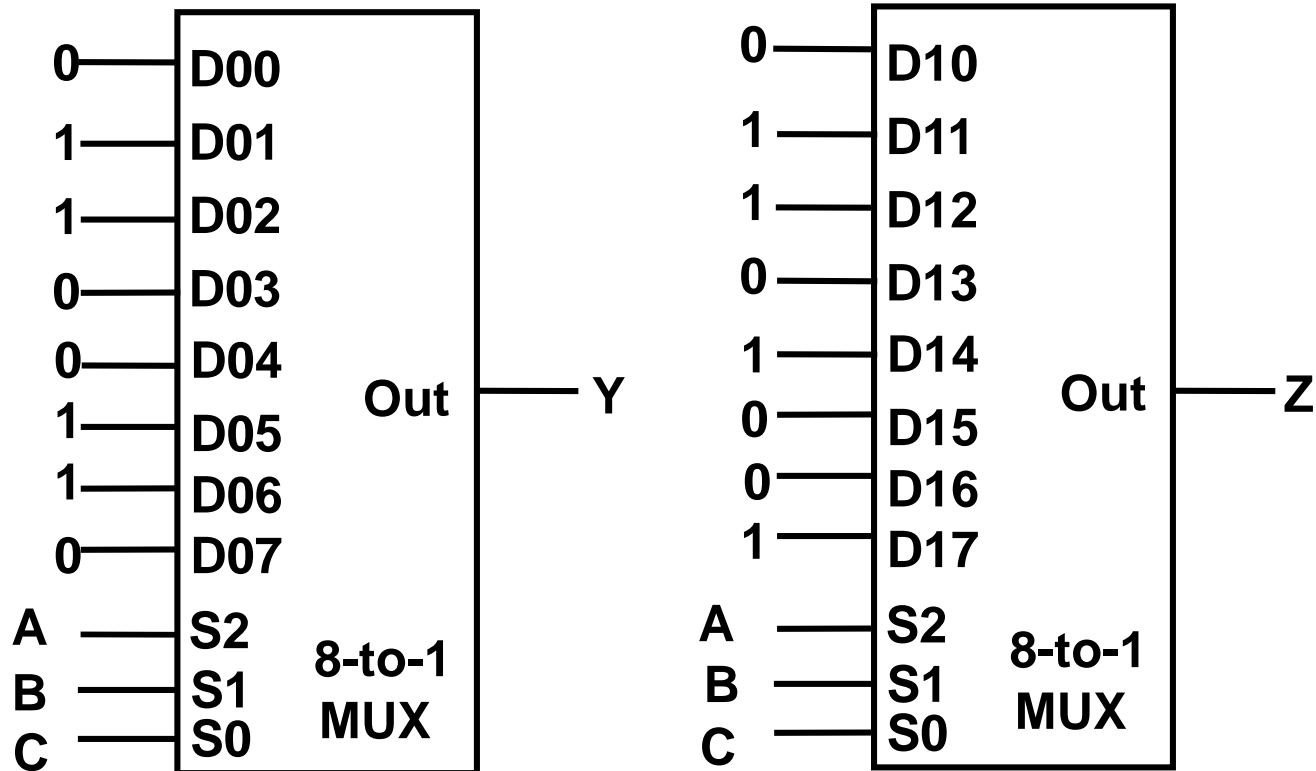 0 D00
1 D01
1 D02
0 D03
0 D04
Out Y
1 D05
1 D06
0 D07
A S2
8-to-1
B S1
MUX
C S0
0 D10
1 D11
1 D12
0 D13
1 D14
Out Z
0 D15
0 D16
1 D17
A S2
8-to-1
B S1
MUX
C S0